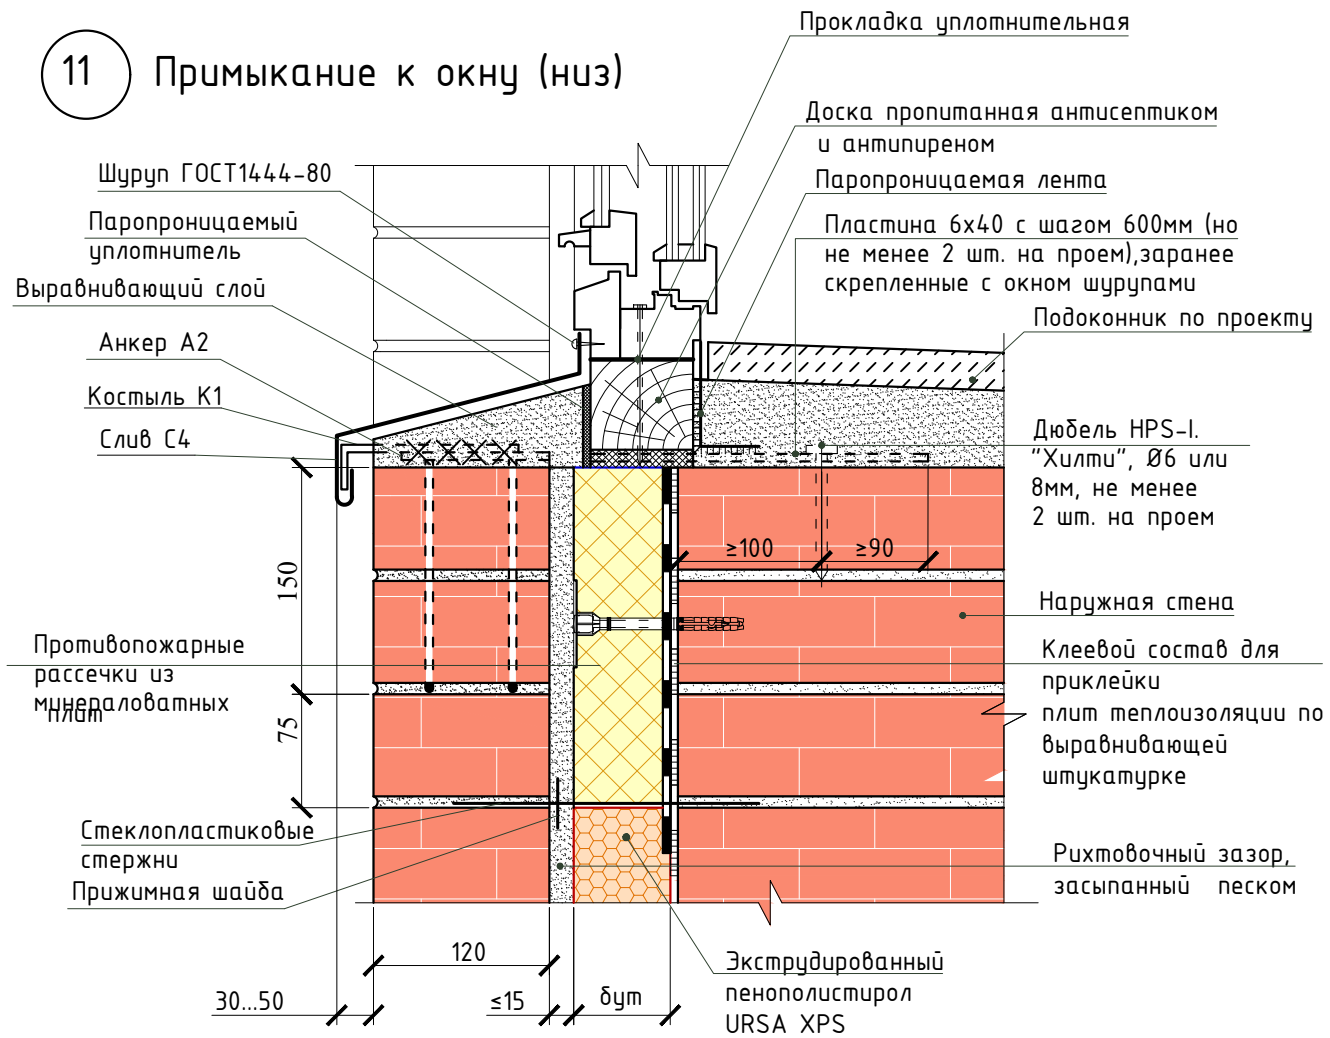 11 Примыкание к окну (низ)
Прокладка уплотнительная
Доска пропитанная антисептиком
и антипиреном
Паропроницаемая лента
Пластина 6х40 с шагом 600мм (но
не менее 2 шт. на проем),заранее
скрепленные с окном шурупами
Подоконник по проекту
Шуруп ГОСТ1444-80
Паропроницаемый
уплотнитель
Выравнивающий слой
Анкер А2
Костыль К1
Слив С4
Дюбель HPS-I.
"Хилти", Ø6 или
8мм, не менее
2 шт. на проем
≥100
≥90
150
75
Наружная стена
Клеевой состав для
приклейки
плит теплоизоляции по
выравнивающей
штукатурке
Противопожарные
рассечки из
минераловатных
плит
Стеклопластиковые
стержни
Прижимная шайба
Рихтовочный зазор,
засыпанный песком
120
30...50
≤15
бут
Экструдированный
пенополистирол
URSA XPS